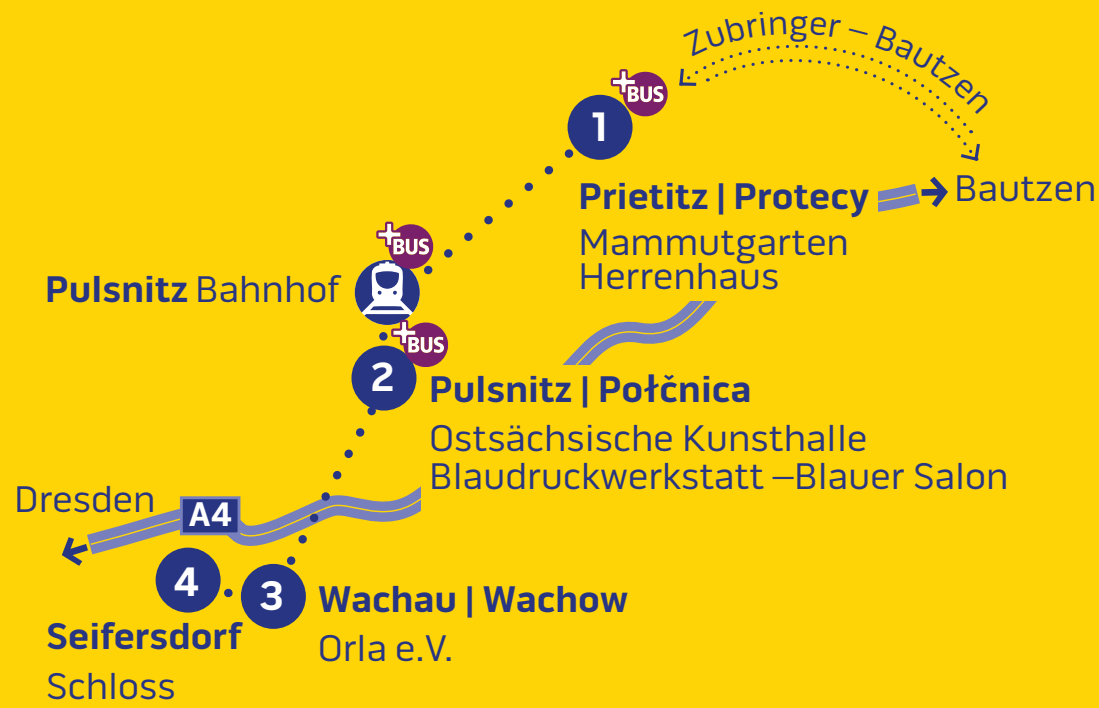 Zubringer – Bautzen
+BUS
1
Prietitz | Protecy
Bautzen
Mammutgarten
Herrenhaus
+BUS
Pulsnitz Bahnhof
+BUS
2
Pulsnitz | Połčnica
Ostsächsische Kunsthalle
Blaudruckwerkstatt –Blauer Salon
Dresden
A4
4
3
Wachau | Wachow
Orla e.V.
Seifersdorf
Schloss